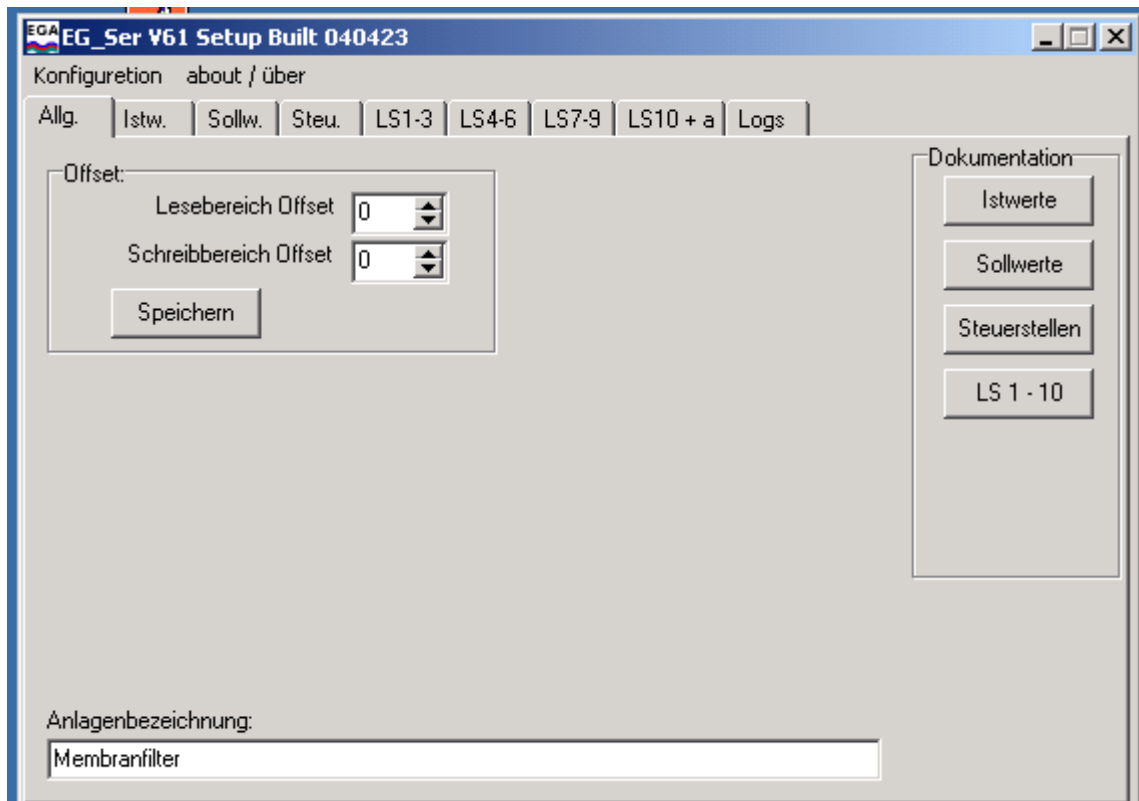 EGA EG_Ser V61 Setup Built 040423
Konfiguretion about / über
Allg. Istw. Sollw. Steu. LS1-3 LS4-6 LS7-9 LS10 + a Logs
Offset:
Lesebereich Offset 0
Schreibbereich Offset 0
Speichern
Dokumentation
Istwerte
Sollwerte
Steuerstellen
LS 1 - 10
Anlagenbezeichnung:
Membranfilter